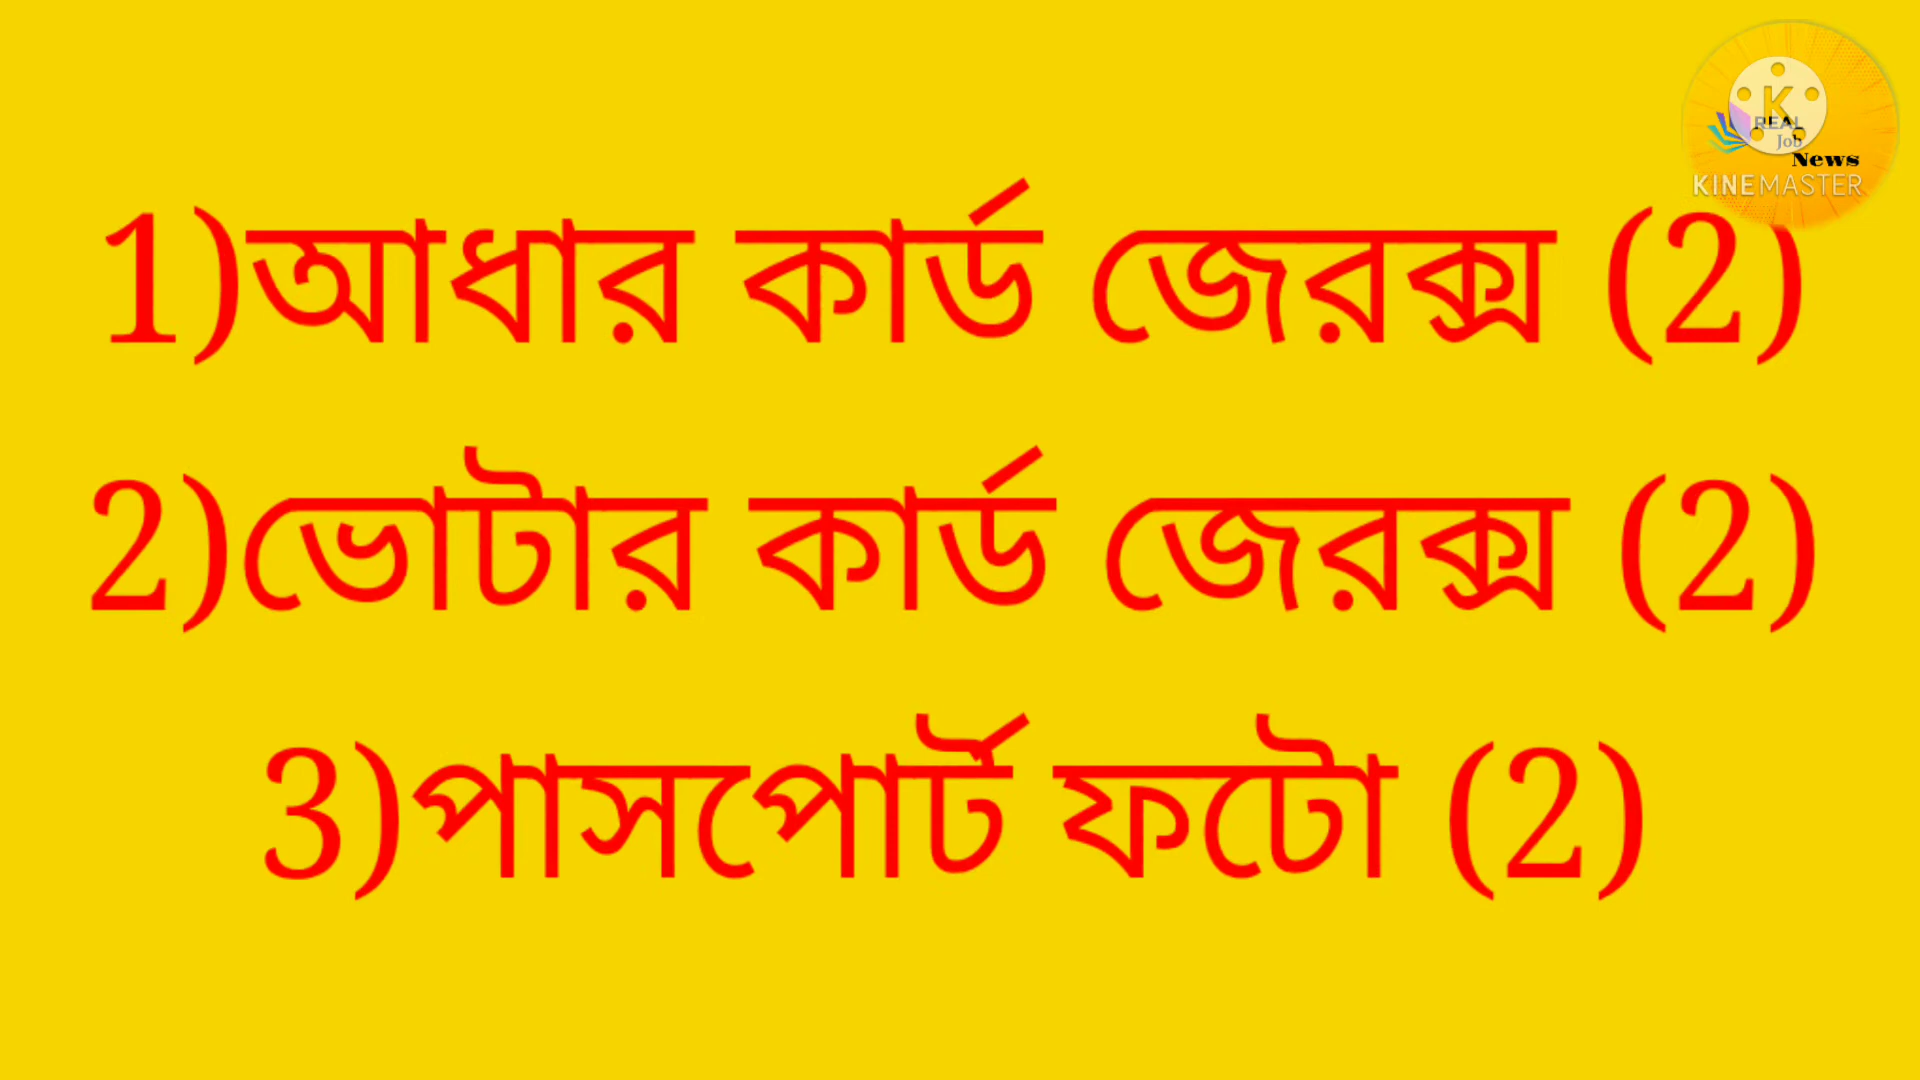 K
REAL
Job
News
KINEMASTER
1)আধার কার্ড জেরক্স (2)
2)ভোটার কার্ড জেরক্স (2)
3)পাসপোর্ট ফটো (2)